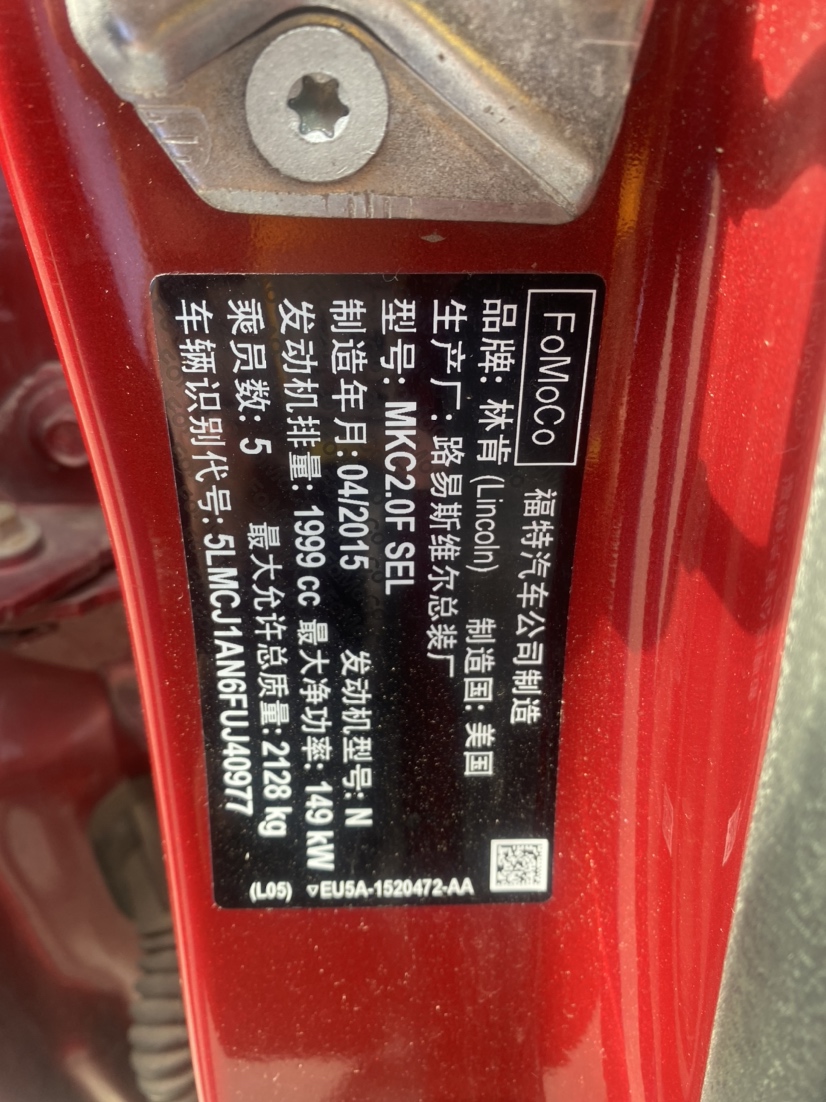 FoMoCo 福特汽车公司制造
品牌: 林肯 (Lincoln) 制造国: 美国
生产厂: 路易斯维尔总装厂
型号: MKC2.0F SEL
制造年月: 04/2015 发动机型号: N
发动机排量: 1999 cc 最大净功率: 149 kW
乘员数: 5 最大允许总质量: 2128 kg
车辆识别代号: 5LMCJ1AN6FUJ40977
(L05) ▽EU5A-1520472-AA